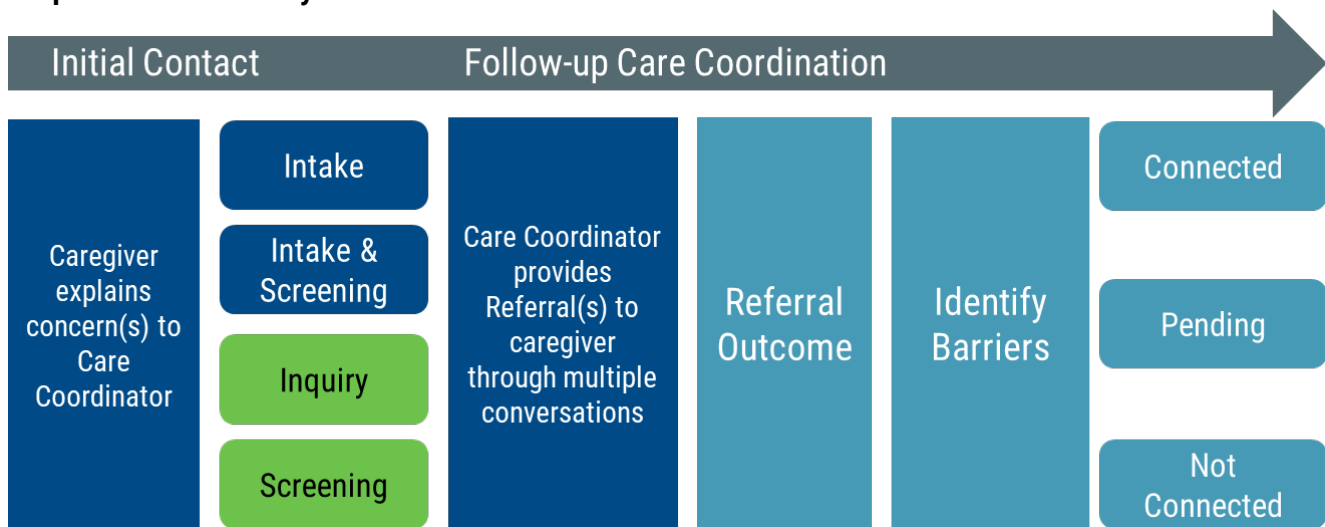 Initial Contact
Follow-up Care Coordination
Caregiver
explains
concern(s) to
Care
Coordinator
Intake
Intake &
Screening
Inquiry
Screening
Care Coordinator
provides
Referral(s) to
caregiver
through multiple
conversations
Referral
Outcome
Identify
Barriers
Connected
Pending
Not
Connected